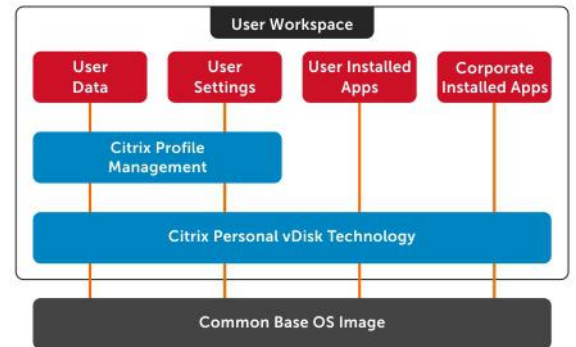 User Workspace
User
Data
User
Settings
User Installed
Apps
Corporate
Installed Apps
Citrix Profile
Management
Citrix Personal vDisk Technology
Common Base OS Image